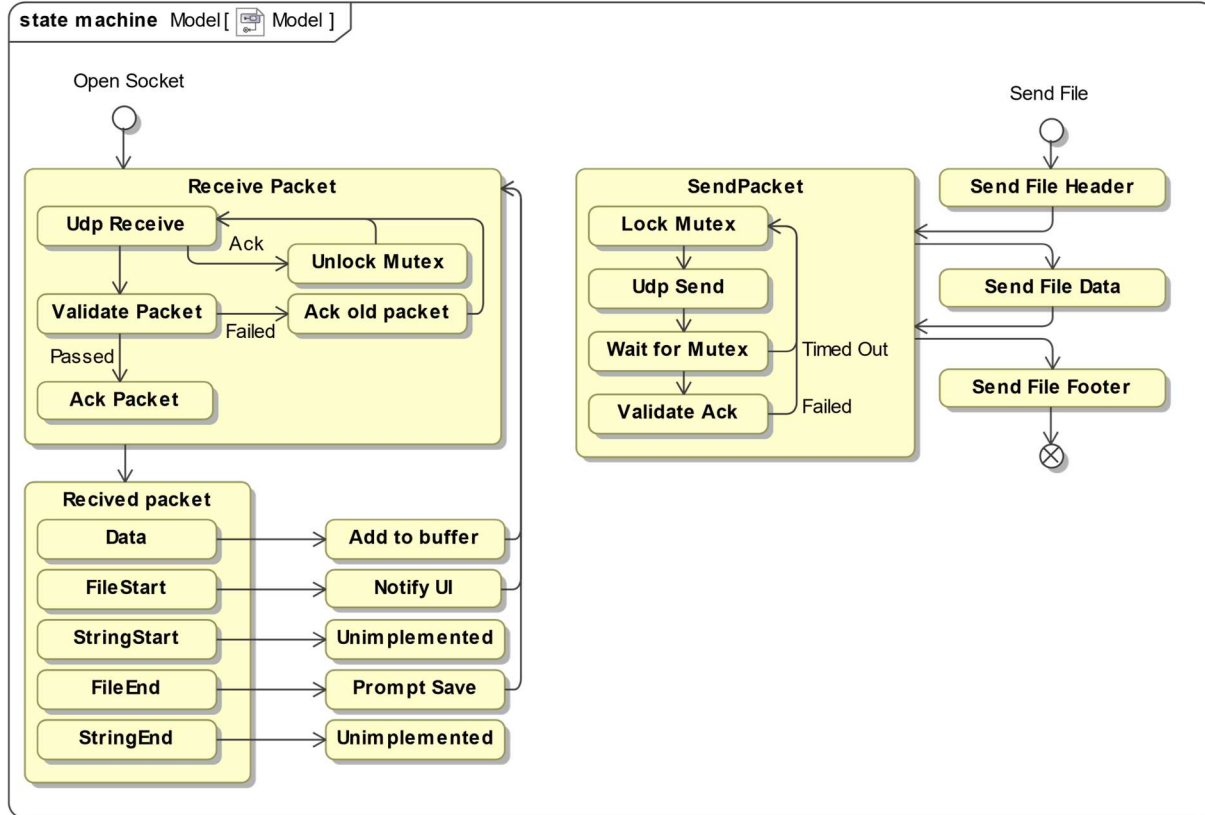 state machine Model [ Model ]
Open Socket
Receive Packet
Udp Receive
Ack
Unlock Mutex
Validate Packet
Failed
Ack old packet
Passed
Ack Packet
Recived packet
Data
Add to buffer
FileStart
Notify UI
StringStart
Unimplemented
FileEnd
Prompt Save
StringEnd
Unimplemented
SendPacket
Lock Mutex
Udp Send
Wait for Mutex
Timed Out
Validate Ack
Failed
Send File
Send File Header
Send File Data
Send File Footer